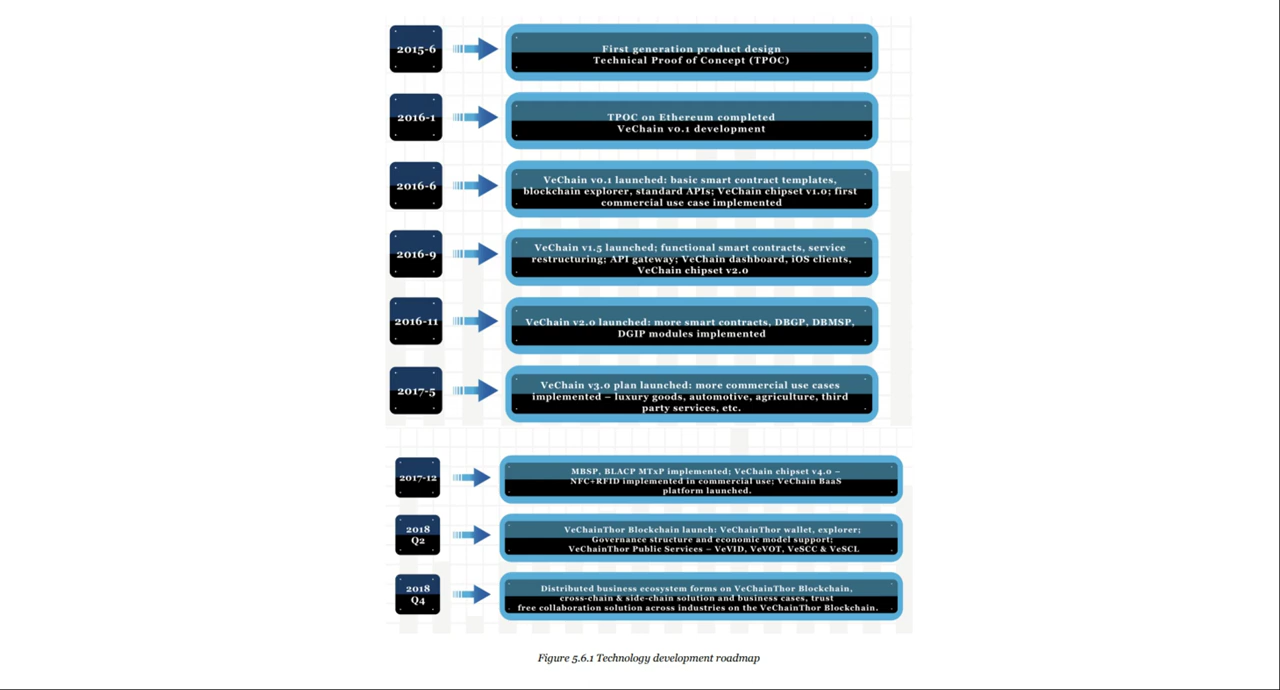 2015-6
First generation product design
Technical Proof of Concept (TPOC)
2016-1
TPOC on Ethereum completed
VeChain v0.1 development
2016-6
VeChain v0.1 launched: basic smart contract templates,
blockchain explorer, standard APIs; VeChain chipset v1.0; first
commercial use case implemented
2016-9
VeChain v1.5 launched; functional smart contracts, service
restructuring; API gateway; VeChain dashboard, iOS clients,
VeChain chipset v2.0
2016-11
VeChain v2.0 launched: more smart contracts, DBGP, DBMSP,
DGIP modules implemented
2017-5
VeChain v3.0 plan launched: more commercial use cases
implemented – luxury goods, automotive, agriculture, third
party services, etc.
2017-12
MBSP, BLACP MTxP implemented; VeChain chipset v4.0 –
NFC+RFID implemented in commercial use; VeChain BaaS
platform launched.
2018
Q2
VeChainThor Blockchain launch: VeChainThor wallet, explorer;
Governance structure and economic model support;
VeChainThor Public Services – VeVID, VeVOT, VeSCC & VeSCL
2018
Q4
Distributed business ecosystem forms on VeChainThor Blockchain,
cross-chain & side-chain solution and business cases, trust
free collaboration solution across industries on the VeChainThor Blockchain.
Figure 5.6.1 Technology development roadmap